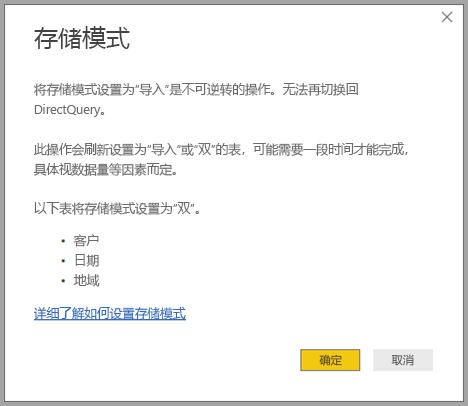 存储模式
将存储模式设置为“导入”是不可逆转的操作。无法再切换回
DirectQuery。
此操作会刷新设置为“导入”或“双”的表，可能需要一段时间才能完成，
具体视数据量等因素而定。
以下表将存储模式设置为“双”。
• 客户
• 日期
• 地域
详细了解如何设置存储模式
确定
取消